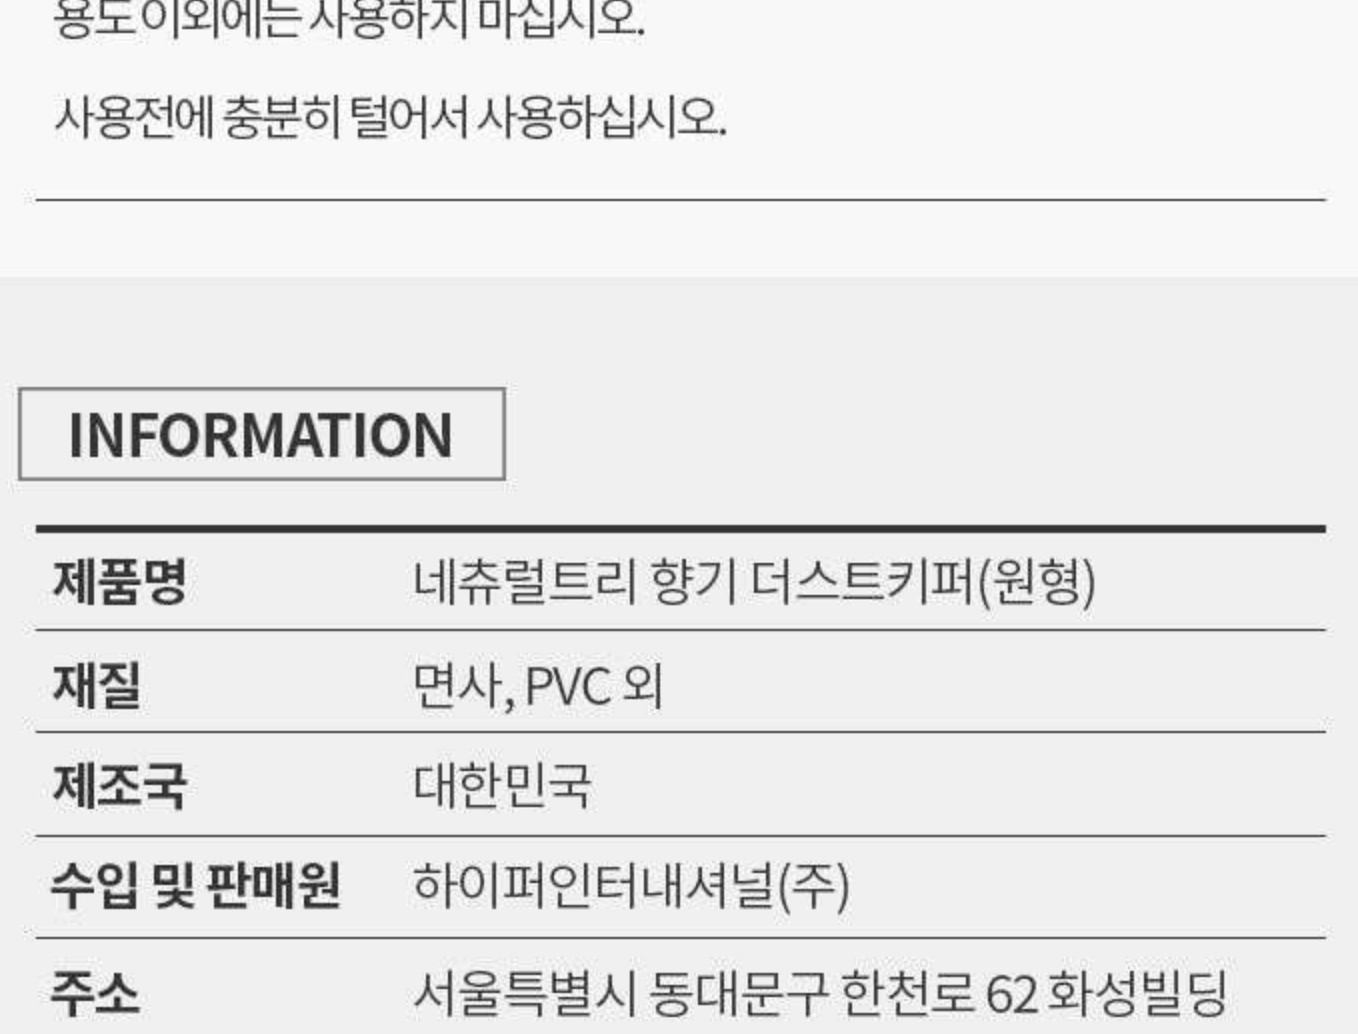 용도이외에는 사용하지 마십시오.
사용전에 충분히 털어서 사용하십시오.
INFORMATION
제품명 네츄럴트리 향기 더스트키퍼(원형)
재질 면사, PVC 외
제조국 대한민국
수입 및 판매원 하이퍼인터내셔널(주)
주소 서울특별시 동대문구 한천로 62 화성빌딩